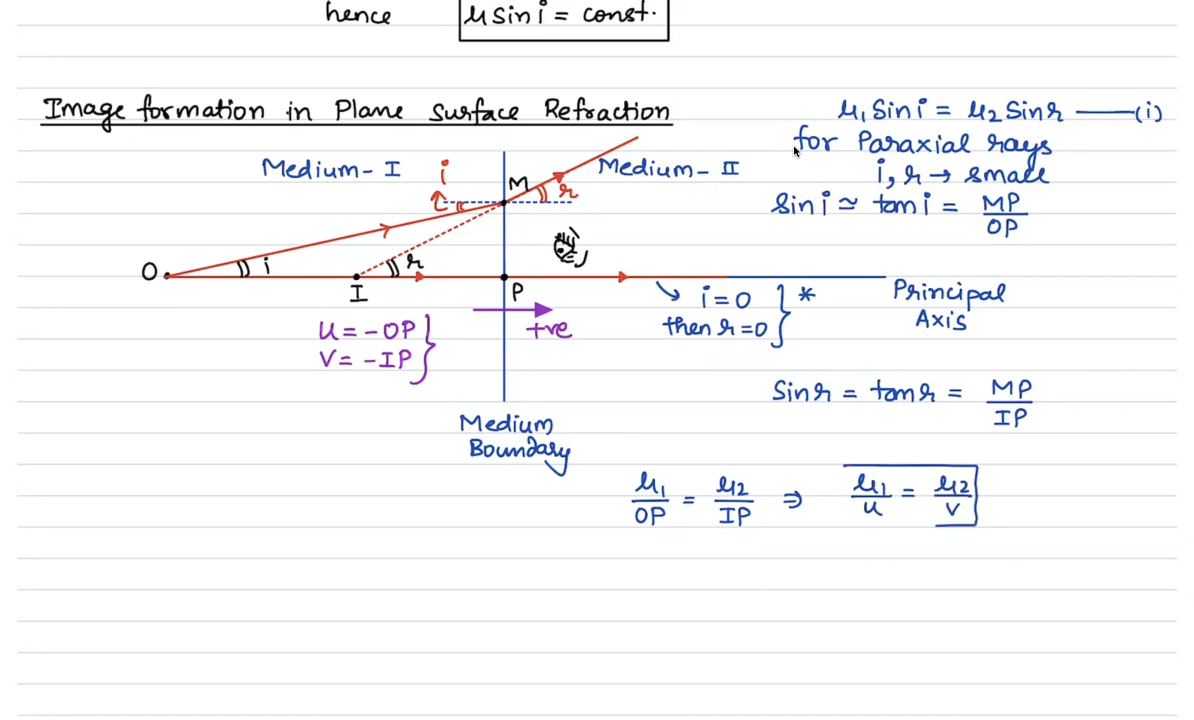 hence μ sin i = const.
Image formation in Plane Surface Refraction
μ₁ Sin i = μ₂ Sin r —— (i)
for Paraxial rays
i, r → small
Sin i ≃ tan i = MP/OP
Medium - I
i
M
Medium - II
r
O
i
r
I
P
U = -OP
V = -IP
+ve
i = 0
then r = 0
*
Principal
Axis
Sin r = tan r = MP/IP
Medium
Boundary
μ₁/OP = μ₂/IP ⇒ μ₁/u = μ₂/v